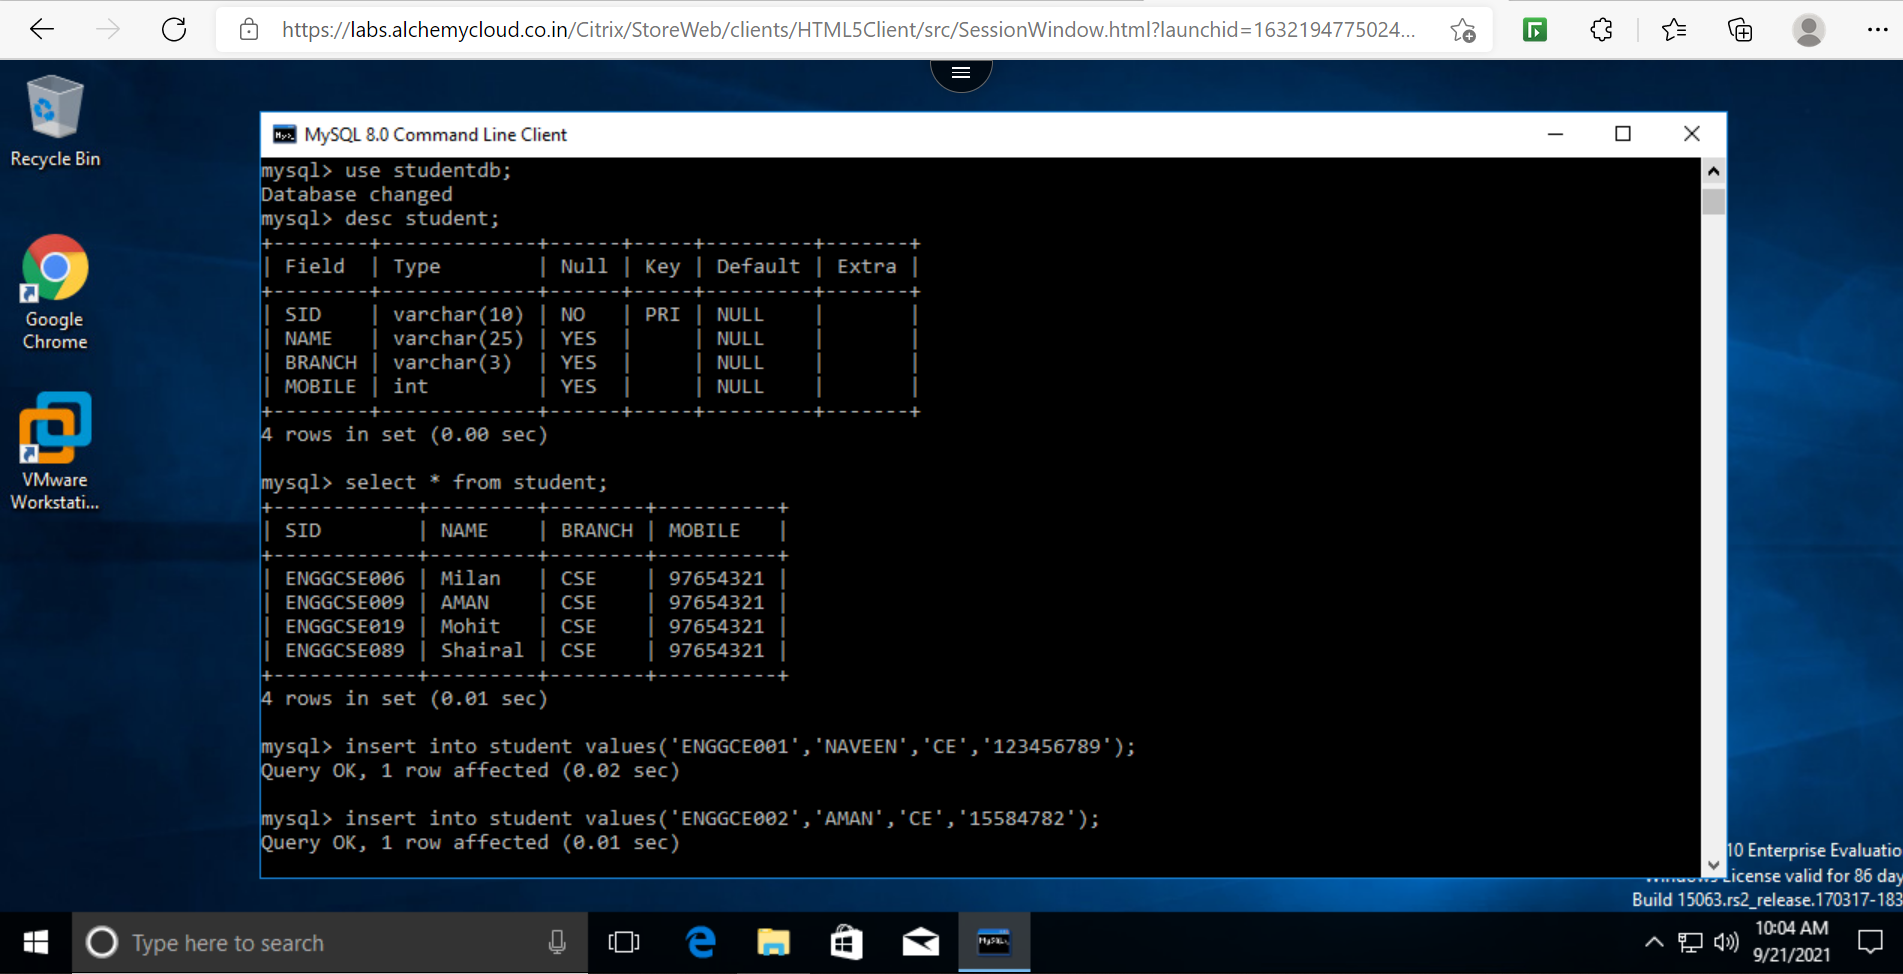 https://labs.alchemycloud.co.in/Citrix/StoreWeb/clients/HTML5Client/src/SessionWindow.html?launchid=1632194775024...
Recycle Bin
Google
Chrome
VMware
Workstati...
MySQL 8.0 Command Line Client
mysql> use studentdb;
Database changed
mysql> desc student;
+--------+-------------+------+-----+---------+-------+
| Field  | Type        | Null | Key | Default | Extra |
+--------+-------------+------+-----+---------+-------+
| SID    | varchar(10) | NO   | PRI | NULL    |       |
| NAME   | varchar(25) | YES  |     | NULL    |       |
| BRANCH | varchar(3)  | YES  |     | NULL    |       |
| MOBILE | int         | YES  |     | NULL    |       |
+--------+-------------+------+-----+---------+-------+
4 rows in set (0.00 sec)
mysql> select * from student;
+------------+---------+--------+----------+
| SID        | NAME    | BRANCH | MOBILE   |
+------------+---------+--------+----------+
| ENGGCSE006 | Milan   | CSE    | 97654321 |
| ENGGCSE009 | AMAN    | CSE    | 97654321 |
| ENGGCSE019 | Mohit   | CSE    | 97654321 |
| ENGGCSE089 | Shairal | CSE    | 97654321 |
+------------+---------+--------+----------+
4 rows in set (0.01 sec)
mysql> insert into student values('ENGGCE001','NAVEEN','CE','123456789');
Query OK, 1 row affected (0.02 sec)
mysql> insert into student values('ENGGCE002','AMAN','CE','15584782');
Query OK, 1 row affected (0.01 sec)
10 Enterprise Evaluatio
Windows License valid for 86 day
Build 15063.rs2_release.170317-183
Type here to search
MySQL
10:04 AM
9/21/2021